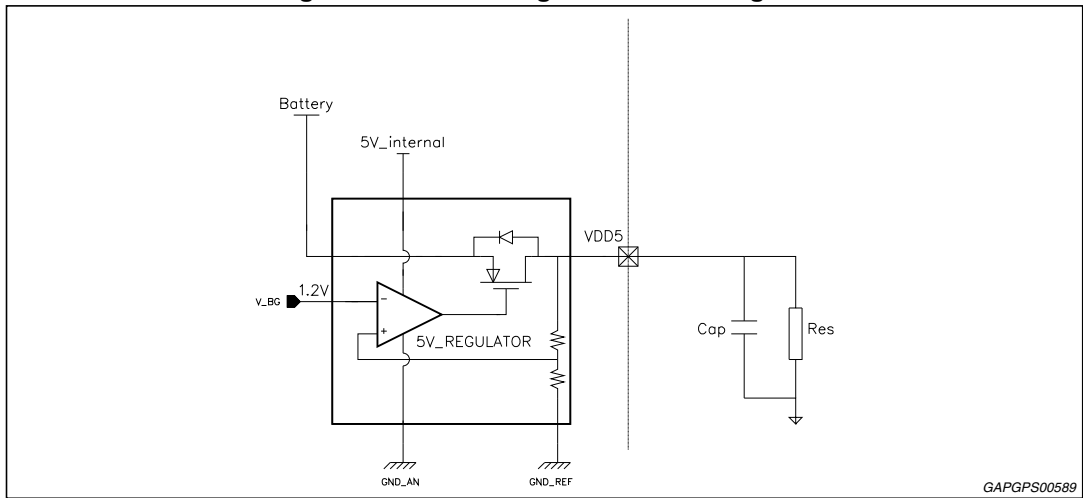 Battery
5V_internal
VDD5
V_BG
1.2V
−
+
5V_REGULATOR
Cap
Res
GND_AN
GND_REF
GAPGPS00589